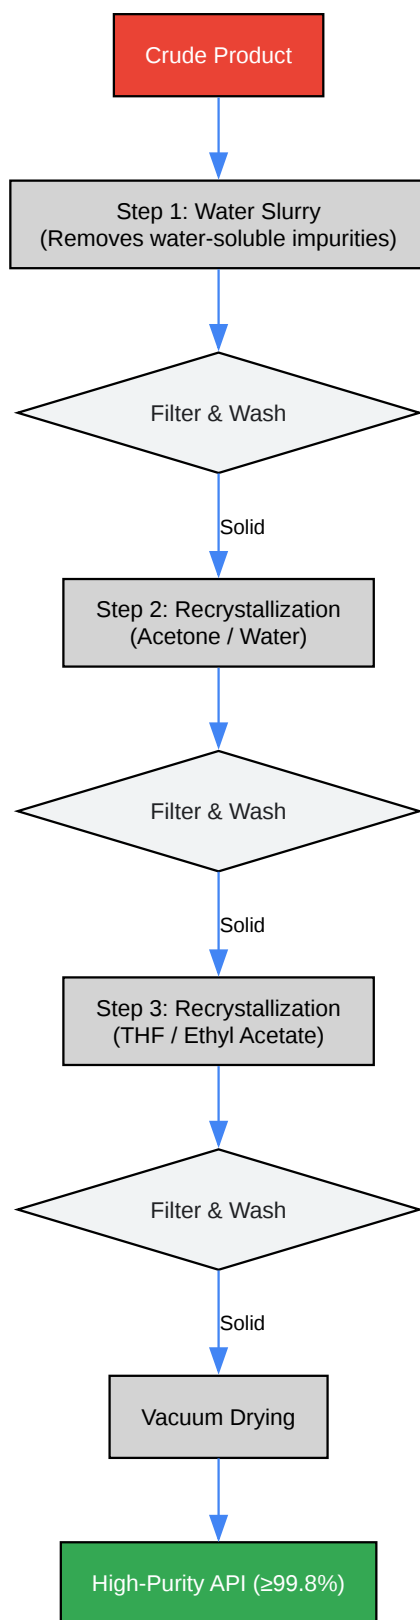 Crude Product
Step 1: Water Slurry
(Removes water-soluble impurities)
Filter & Wash
Solid
Step 2: Recrystallization
(Acetone / Water)
Filter & Wash
Solid
Step 3: Recrystallization
(THF / Ethyl Acetate)
Filter & Wash
Solid
Vacuum Drying
High-Purity API (≥99.8%)